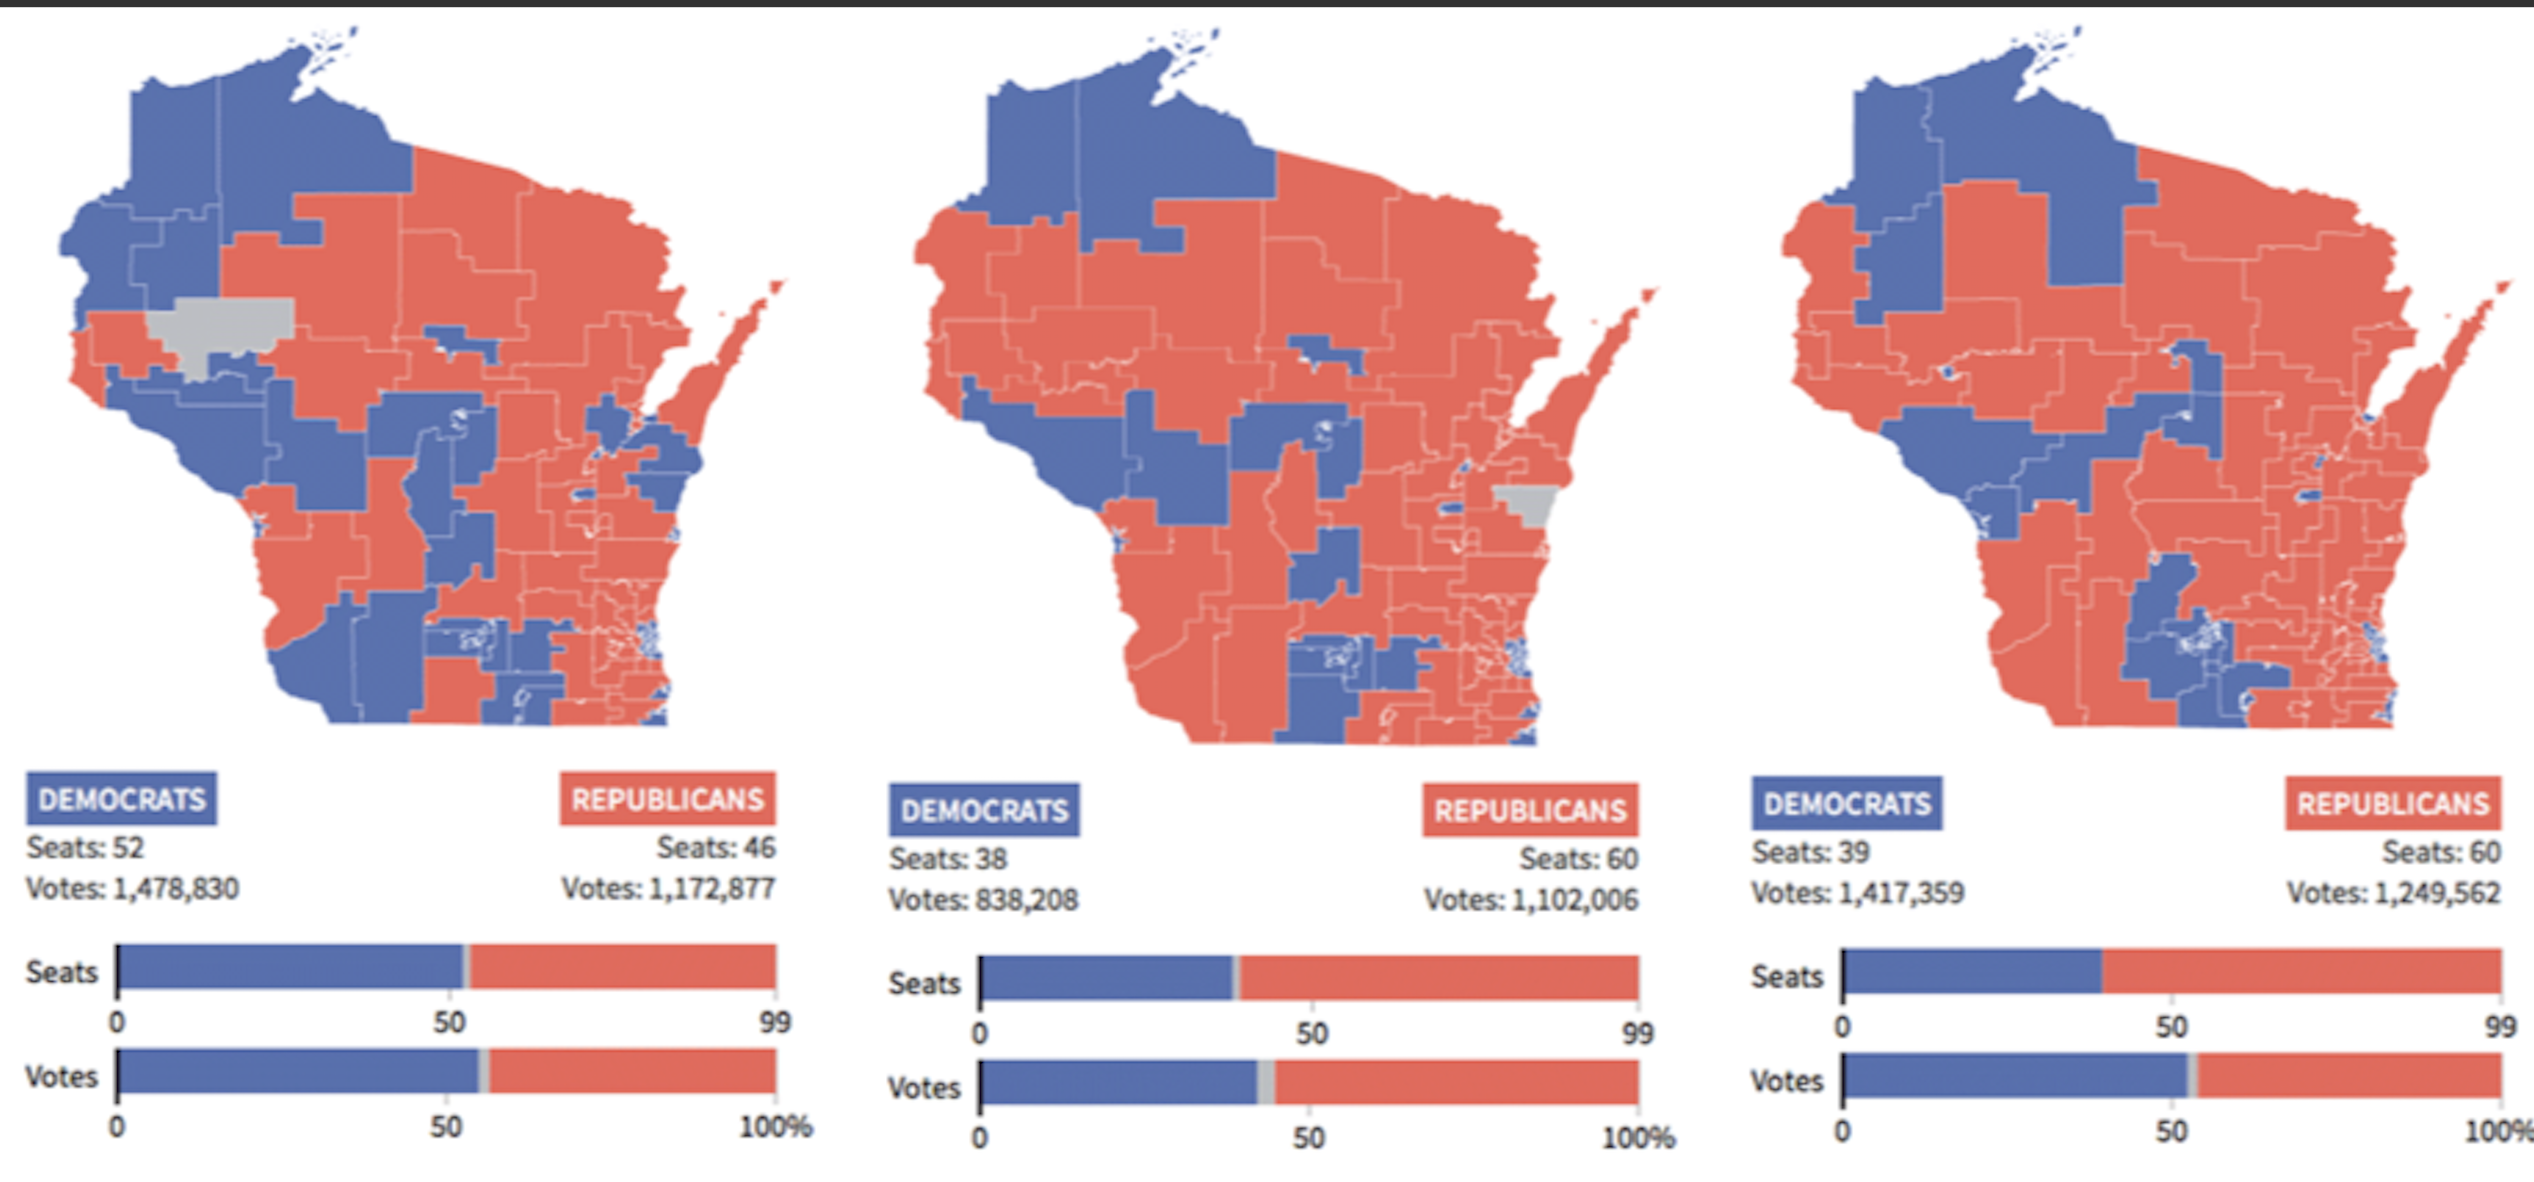 DEMOCRATS REPUBLICANS
Seats: 52 Seats: 46
Votes: 1,478,830 Votes: 1,172,877
Seats
0 50 99
Votes
0 50 100%
DEMOCRATS REPUBLICANS
Seats: 38 Seats: 60
Votes: 838,208 Votes: 1,102,006
Seats
0 50 99
Votes
0 50 100%
DEMOCRATS REPUBLICANS
Seats: 39 Seats: 60
Votes: 1,417,359 Votes: 1,249,562
Seats
0 50 99
Votes
0 50 100%